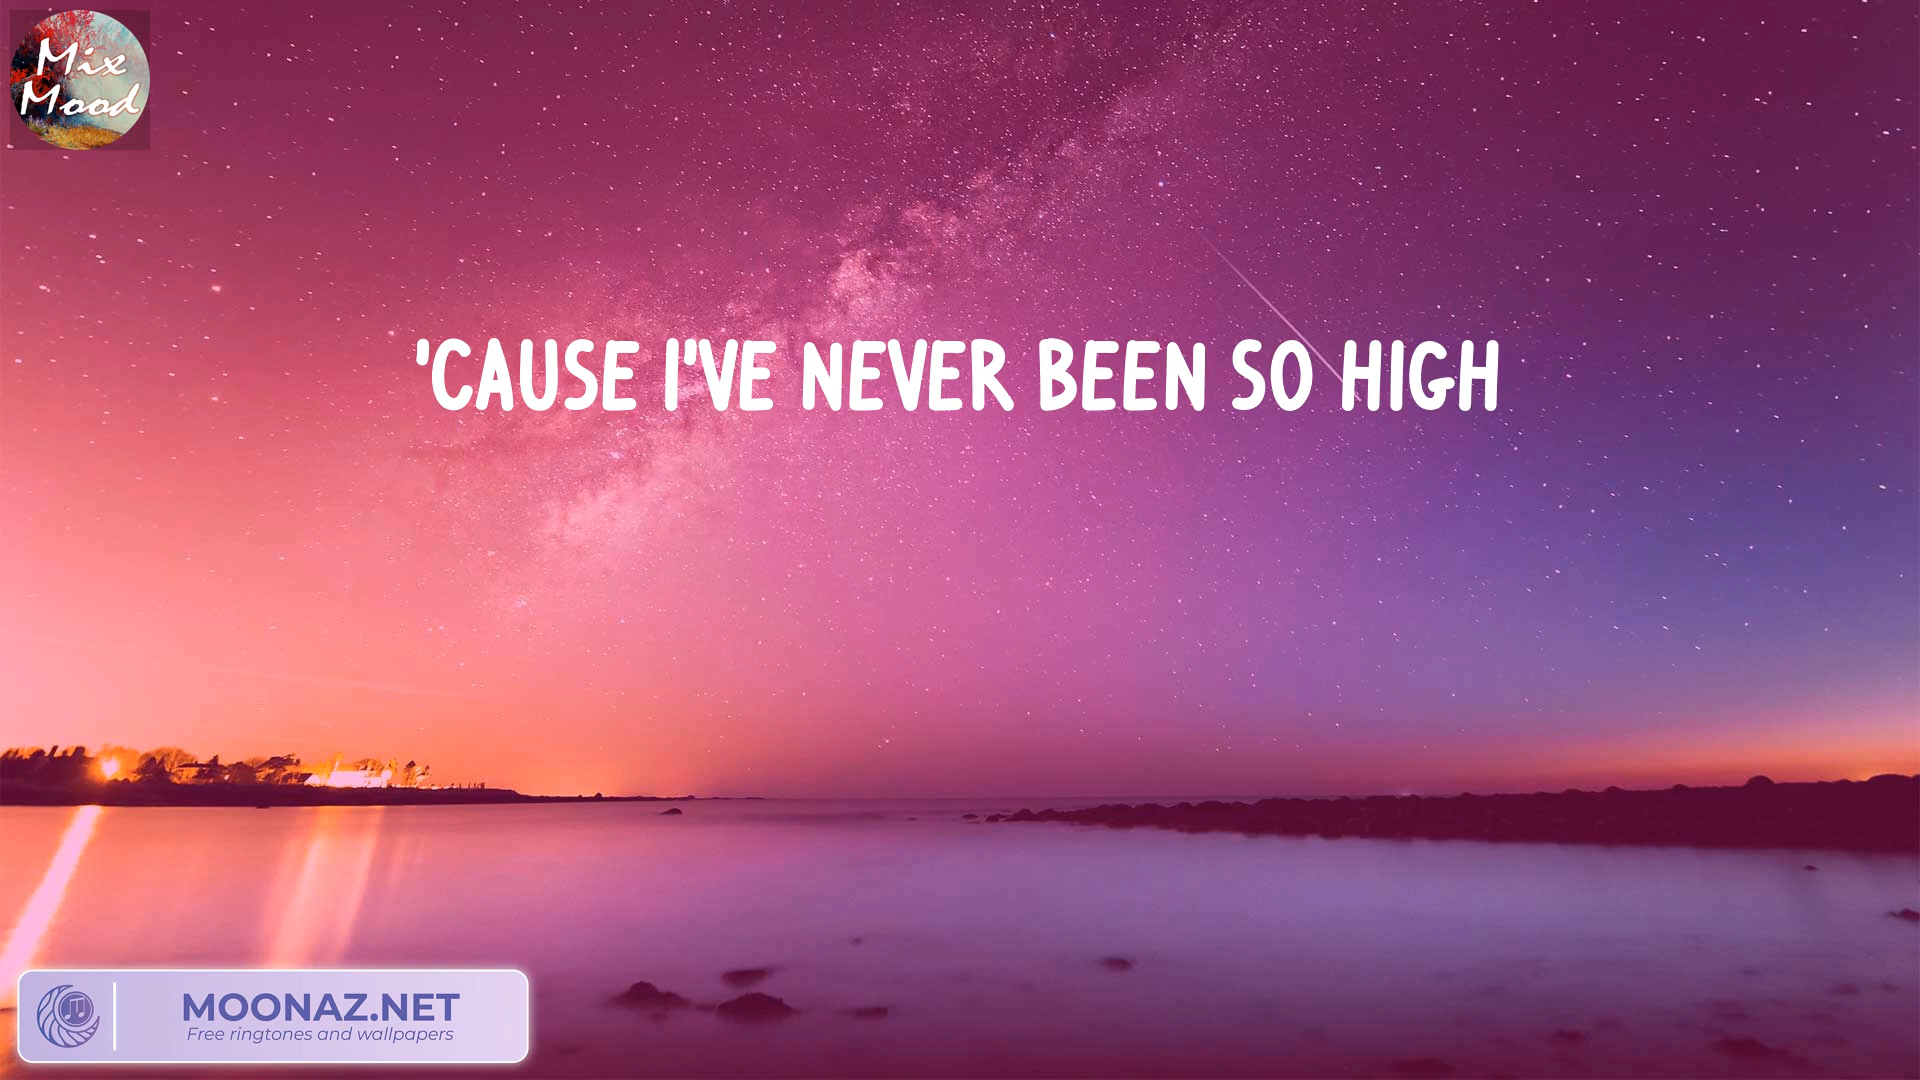 Mix
Mood
'CAUSE I'VE NEVER BEEN SO HIGH
MOONAZ.NET
Free ringtones and wallpapers